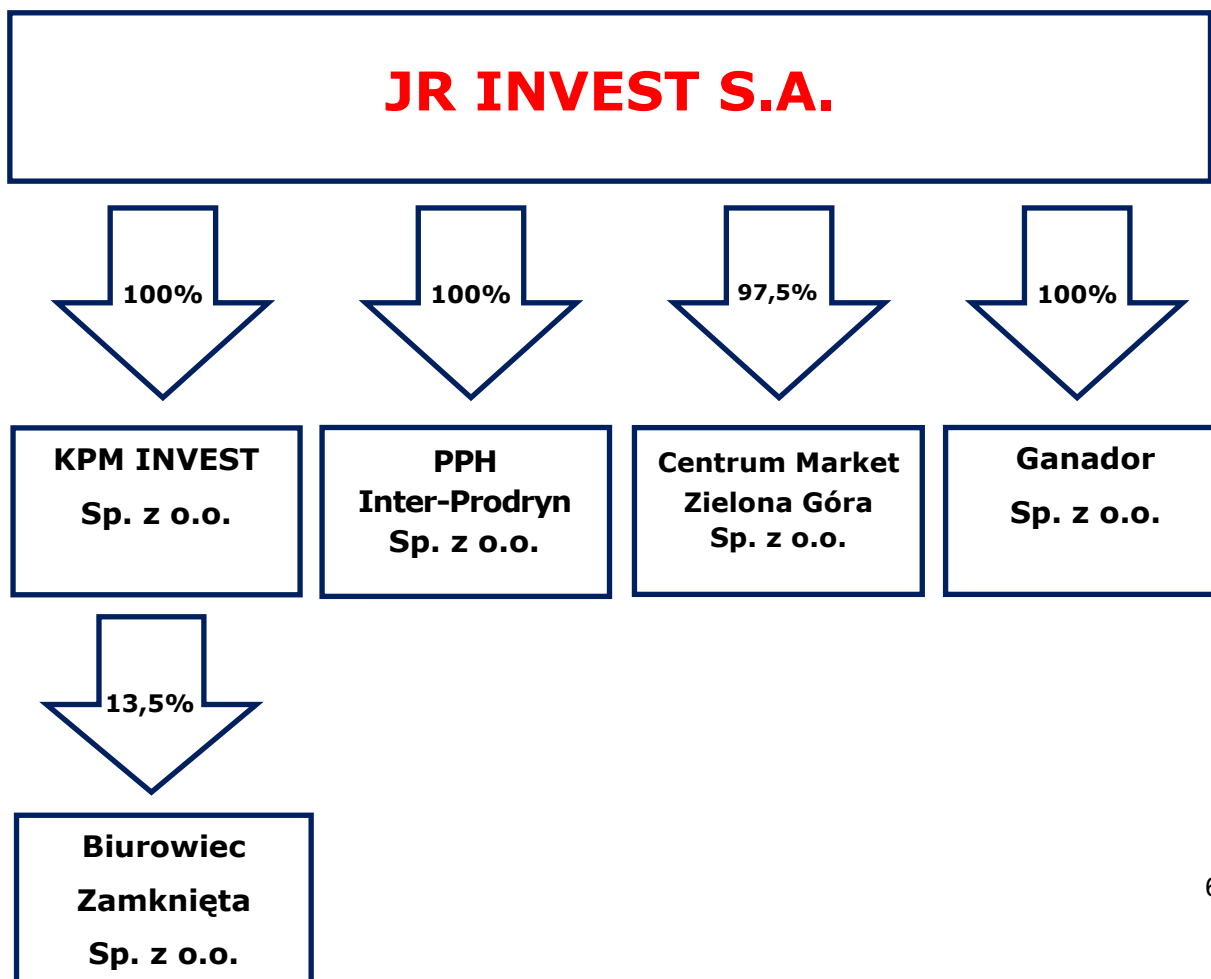 JR INVEST S.A.
100%
100%
97,5%
100%
KPM INVEST
Sp. z o.o.
PPH
Inter-Prodryn
Sp. z o.o.
Centrum Market
Zielona Góra
Sp. z o.o.
Ganador
Sp. z o.o.
13,5%
Biurowiec
Zamknięta
Sp. z o.o.
6